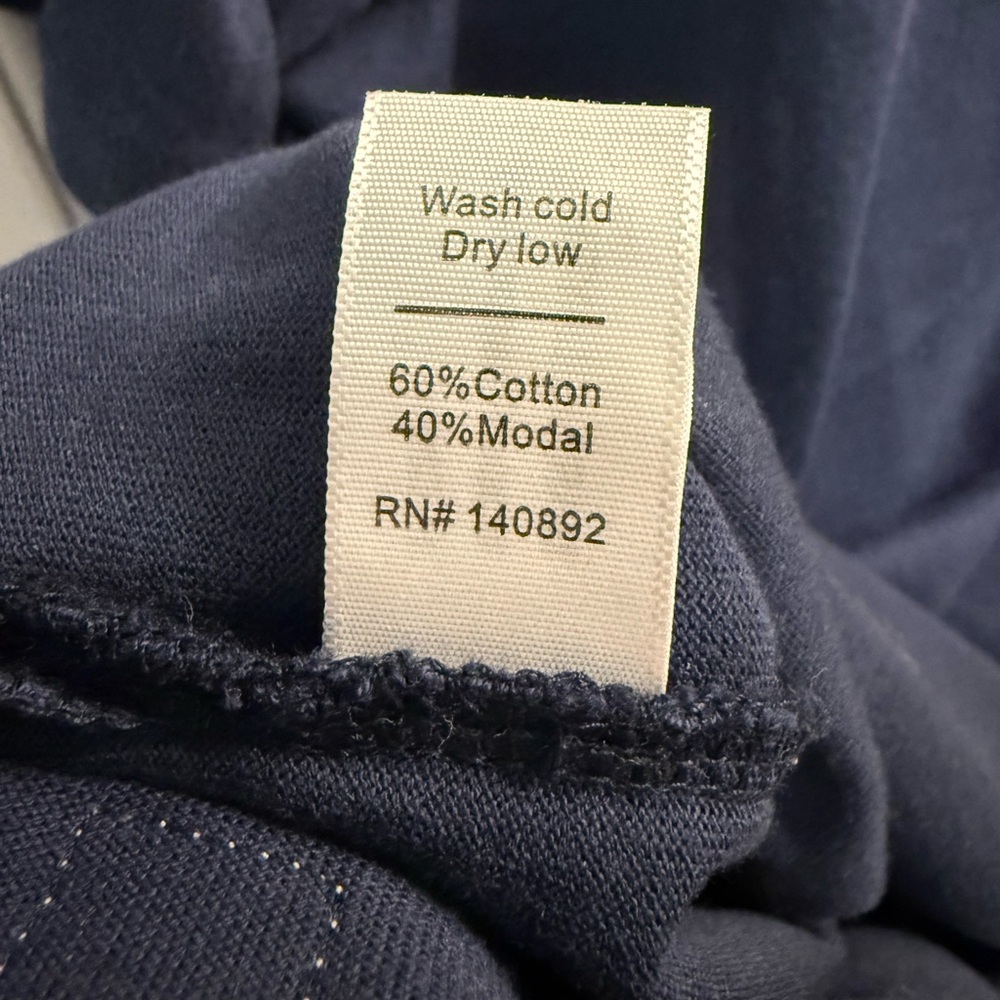 Wash cold
Dry low
60%Cotton
40%Modal
RN# 140892